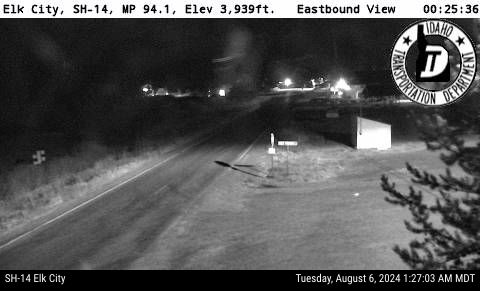 Elk City, SH-14, MP 94.1, Elev 3,939ft. Eastbound View 00:25:36
IDAHO
TRANSPORTATION DEPARTMENT
SH-14 Elk City Tuesday, August 6, 2024 1:27:03 AM MDT